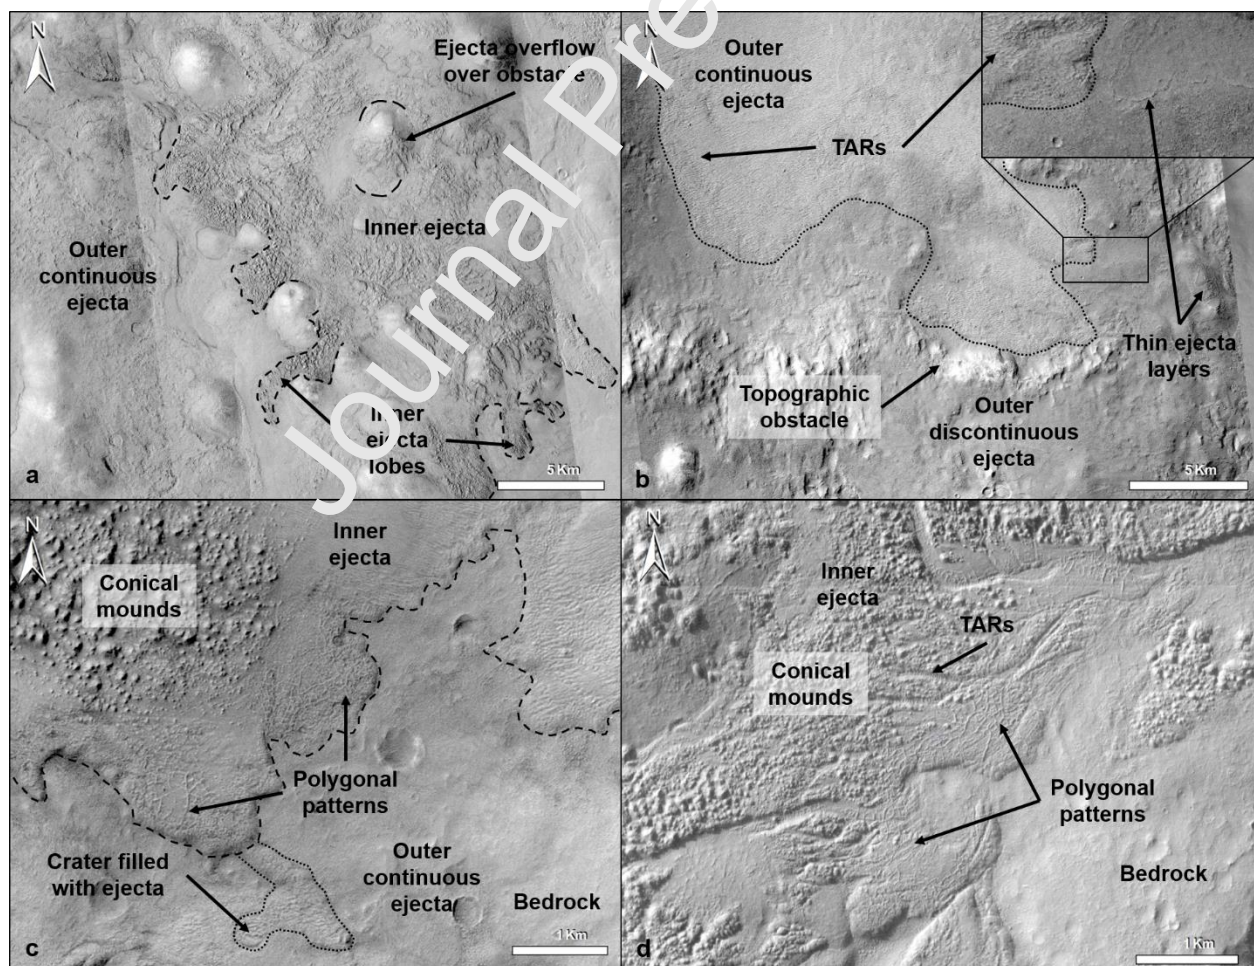 N
Ejecta overflow
over obstacle
Inner ejecta
Outer
continuous
ejecta
Inner
ejecta
lobes
5 Km
a
N
Outer
continuous
ejecta
TARs
Thin ejecta
layers
Topographic
obstacle
Outer
discontinuous
ejecta
5 Km
b
N
Inner
ejecta
Conical
mounds
Polygonal
patterns
Crater filled
with ejecta
Outer
continuous
ejecta
Bedrock
1 Km
c
N
Inner
ejecta
TARs
Conical
mounds
Polygonal
patterns
Bedrock
1 Km
d
Journal Pre